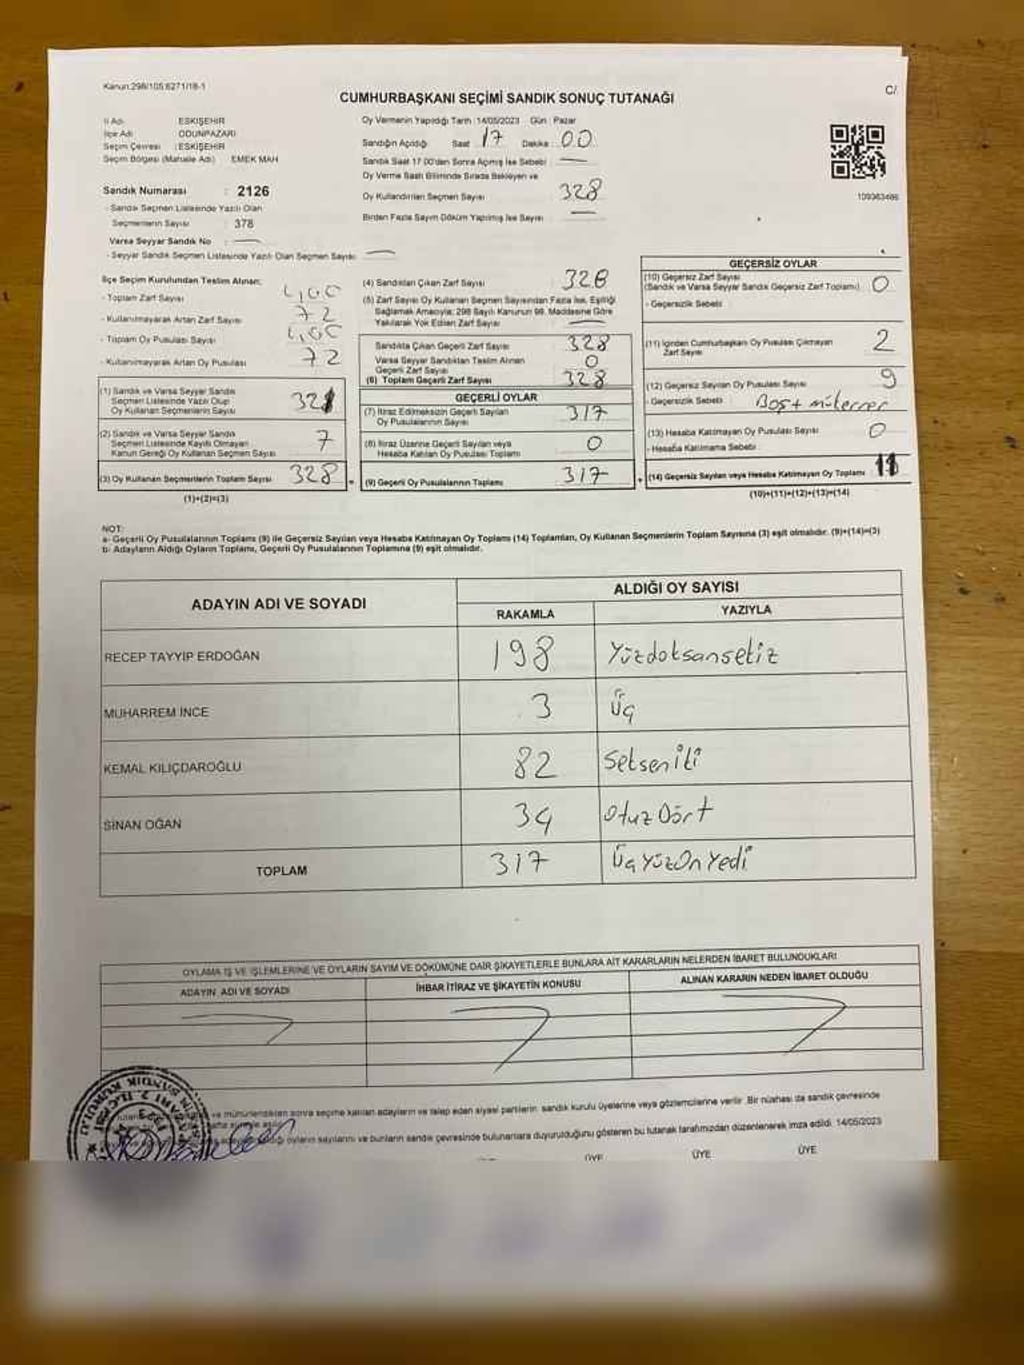 Kanun:298/105:6271/18-1
C/
CUMHURBAŞKANI SEÇİMİ SANDIK SONUÇ TUTANAĞI
İl Adı : ESKİŞEHİR
İlçe Adı : ODUNPAZARI
Seçim Çevresi : ESKİŞEHİR
Seçim Bölgesi (Mahalle Adı) EMEK MAH
Sandık Numarası : 2126
- Sandık Seçmen Listesinde Yazılı Olan
Seçmenlerin Sayısı : 378
Varsa Seyyar Sandık No : —
- Seyyar Sandık Seçmen Listesinde Yazılı Olan Seçmen Sayısı : —
Oy Vermenin Yapıldığı Tarih :14/05/2023 Gün : Pazar
Sandığın Açıldığı Saat : 17 Dakika : 00
Sandık Saat 17:00'den Sonra Açılmış İse Sebebi : —
Oy Verme Saati Bitiminde Sırada Bekleyen ve
Oy Kullandırılan Seçmen Sayısı : 328
Birden Fazla Sayım Döküm Yapılmış İse Sayısı : —
109363486
İlçe Seçim Kurulundan Teslim Alınan;
- Toplam Zarf Sayısı
- Kullanılmayarak Artan Zarf Sayısı 72
- Toplam Oy Pusulası Sayısı
- Kullanılmayarak Artan Oy Pusulası 72
(1) Sandık ve Varsa Seyyar Sandık
Seçmen Listesinde Yazılı Olup
Oy Kullanan Seçmenlerin Sayısı 321
(2) Sandık ve Varsa Seyyar Sandık
Seçmen Listesinde Kayıtlı Olmayan
Kanun Gereği Oy Kullanan Seçmen Sayısı 7
(3) Oy Kullanan Seçmenlerin Toplam Sayısı 328
(1)+(2)=(3)
(4) Sandıktan Çıkan Zarf Sayısı 328
(5) Zarf Sayısı Oy Kullanan Seçmen Sayısından Fazla İse, Eşitliği
Sağlamak Amacıyla; 298 Sayılı Kanunun 98. Maddesine Göre
Yakılarak Yok Edilen Zarf Sayısı —
Sandıkta Çıkan Geçerli Zarf Sayısı 328
Varsa Seyyar Sandıktan Teslim Alınan
Geçerli Zarf Sayısı 0
(6) Toplam Geçerli Zarf Sayısı 328
GEÇERLİ OYLAR
(7) İtiraz Edilmeksizin Geçerli Sayılan
Oy Pusulalarının Sayısı 317
(8) İtiraz Üzerine Geçerli Sayılan veya
Hesaba Katılan Oy Pusulası Toplamı 0
(9) Geçerli Oy Pusulalarının Toplamı 317
GEÇERSİZ OYLAR
(10) Geçersiz Zarf Sayısı
(Sandık ve Varsa Seyyar Sandık Geçersiz Zarf Toplamı) 0
- Geçersizlik Sebebi :
(11) İçinden Cumhurbaşkanı Oy Pusulası Çıkmayan
Zarf Sayısı 2
(12) Geçersiz Sayılan Oy Pusulası Sayısı 9
- Geçersizlik Sebebi : Boş + mükerrer
(13) Hesaba Katılmayan Oy Pusulası Sayısı 0
- Hesaba Katılmama Sebebi :
(14) Geçersiz Sayılan veya Hesaba Katılmayan Oy Toplamı 11
(10)+(11)+(12)+(13)=(14)
NOT:
a- Geçerli Oy Pusulalarının Toplamı (9) ile Geçersiz Sayılan veya Hesaba Katılmayan Oy Toplamı (14) Toplamları, Oy Kullanan Seçmenlerin Toplam Sayısına (3) eşit olmalıdır. (9)+(14)=(3)
b- Adayların Aldığı Oyların Toplamı, Geçerli Oy Pusulalarının Toplamına (9) eşit olmalıdır.
ADAYIN ADI VE SOYADI
ALDIĞI OY SAYISI
RAKAMLA YAZIYLA
RECEP TAYYİP ERDOĞAN 198 Yüzdoksansekiz
MUHARREM İNCE 3 Üç
KEMAL KILIÇDAROĞLU 82 Seksen iki
SİNAN OĞAN 34 Otuz Dört
TOPLAM 317 Üç Yüz On Yedi
OYLAMA İŞ VE İŞLEMLERİNE VE OYLARIN SAYIM VE DÖKÜMÜNE DAİR ŞİKAYETLERLE BUNLARA AİT KARARLARIN NELERDEN İBARET BULUNDUKLARI
ADAYIN ADI VE SOYADI İHBAR İTİRAZ VE ŞİKAYETİN KONUSU ALINAN KARARIN NEDEN İBARET OLDUĞU
ve mühürlendikten sonra seçime katılan adayların ve talep eden siyasi partilerin sandık kurulu üyelerine veya gözlemcilerine verilir. Bir nüshası da sandık çevresinde
oyların sayılarını ve bunların sandık çevresinde bulunanlara duyurulduğunu gösteren bu tutanak tarafımızdan düzenlenerek imza edildi. 14/05/2023
ÜYE ÜYE ÜYE